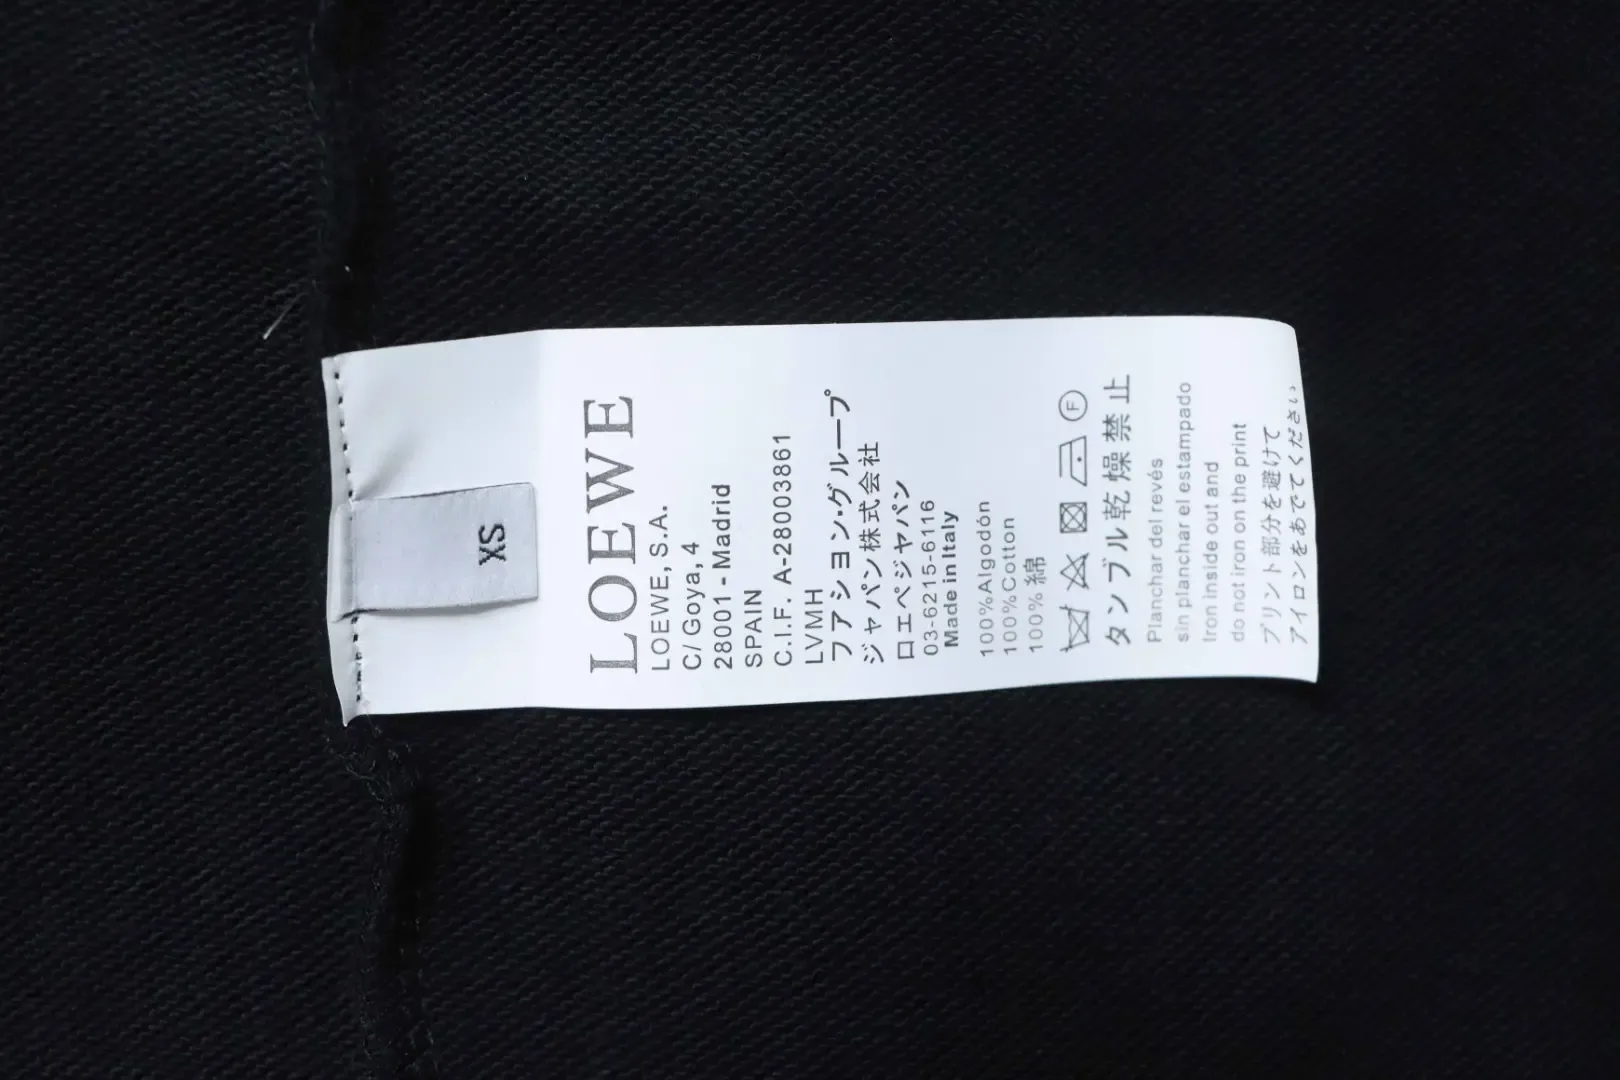 XS
LOEWE
LOEWE, S.A.
C/ Goya, 4
28001 - Madrid
SPAIN
C.I.F. A-28003861
LVMH
ファアション・グループ
ジャパン株式会社
ロエベジャパン
03-6215-6116
Made in Italy
100%Algodón
100%Cotton
100%綿
F
タンブル乾燥禁止
Planchar del revés
sin planchar el estampado
Iron inside out and
do not iron on the print
プリント部分を避けて
アイロンをあでてください